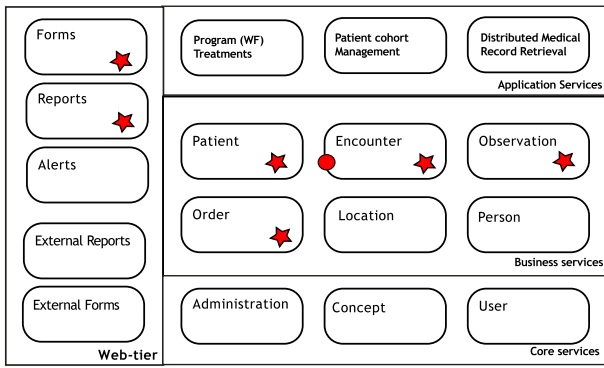 Forms
Reports
Alerts
External Reports
External Forms
Web-tier
Program (WF)
Treatments
Patient cohort
Management
Distributed Medical
Record Retrieval
Application Services
Patient
Encounter
Observation
Order
Location
Person
Business services
Administration
Concept
User
Core services